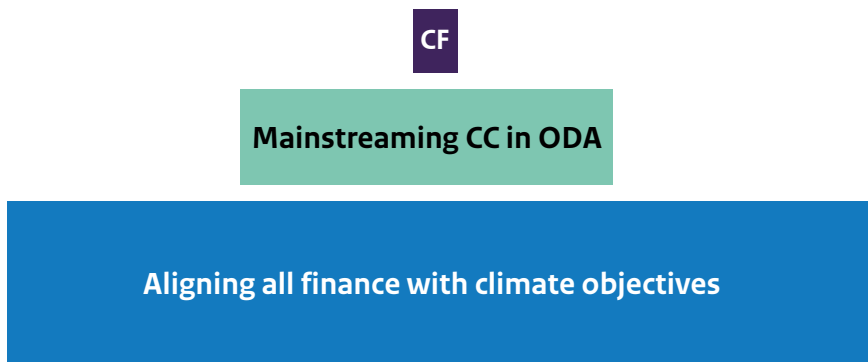 CF
Mainstreaming CC in ODA
Aligning all finance with climate objectives